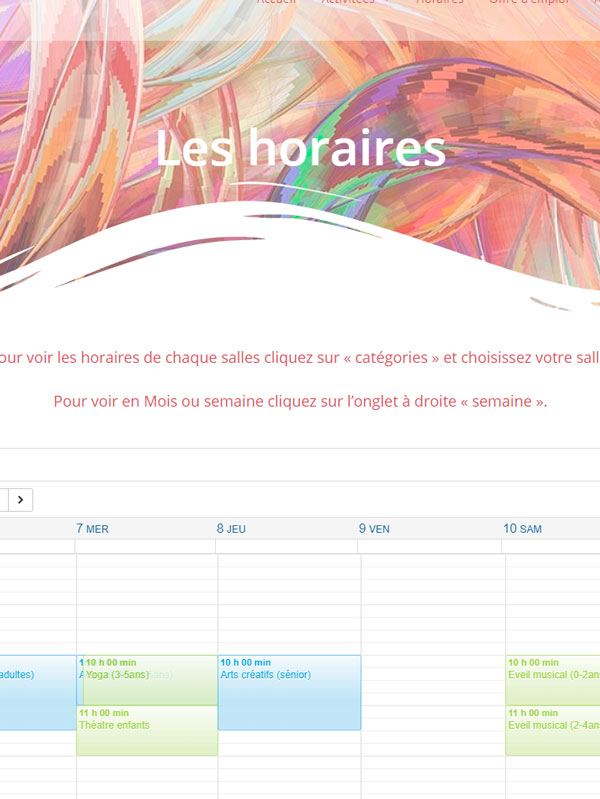 Accueil Activitées Horaires Offre d'emploi
Les horaires
our voir les horaires de chaque salles cliquez sur « catégories » et choisissez votre sall
Pour voir en Mois ou semaine cliquez sur l'onglet à droite « semaine ».
7 MER 8 JEU 9 VEN 10 SAM
10 h 00 min 10 h 00 min 10 h 00 min
adultes) Yoga (3-5ans) Arts créatifs (sénior) Eveil musical (0-2an
11 h 00 min 11 h 00 min
Théatre enfants Eveil musical (2-4an